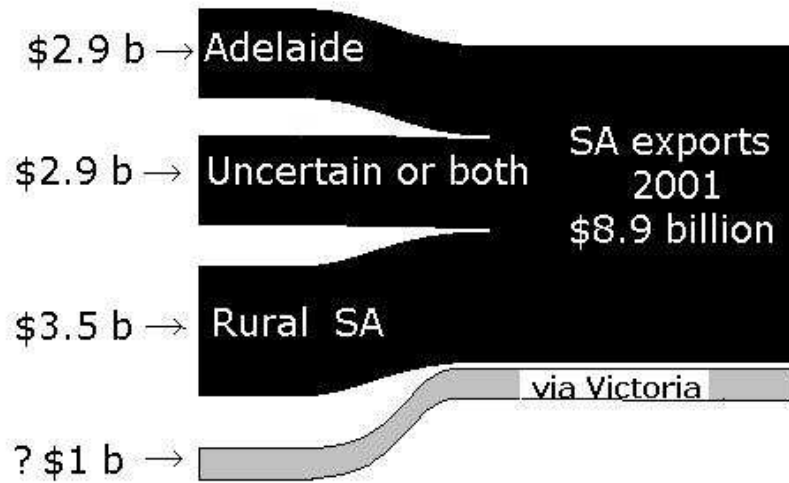 $2.9 b → Adelaide
$2.9 b → Uncertain or both
SA exports
2001
$8.9 billion
$3.5 b → Rural SA
via Victoria
? $1 b →